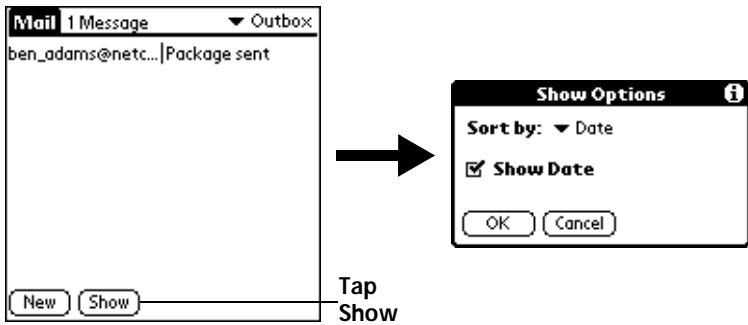 Mail 1 Message Outbox
ben_adams@netc... Package sent
New Show
Tap
Show
Show Options
Sort by: Date
Show Date
OK Cancel